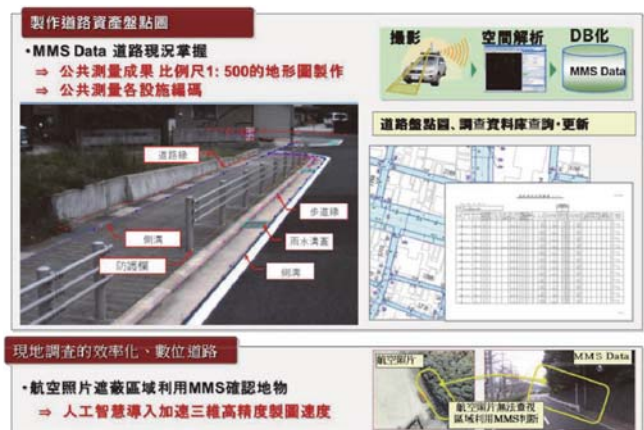 製作道路資產盤點圖
•MMS Data 道路現況掌握
⇒ 公共測量成果 比例尺1: 500的地形圖製作
⇒ 公共測量各設施編碼
道路緣
步道緣
側溝
雨水溝蓋
防護欄
側溝
攝影
空間解析
DB化
MMS Data
道路盤點圖、調查資料庫查詢•更新
現地調查的效率化、數位道路
•航空照片遮蔽區域利用MMS確認地物
⇒ 人工智慧導入加速三維高精度製圖速度
航空照片
MMS Data
航空照片無法查視
區域利用MMS判斷